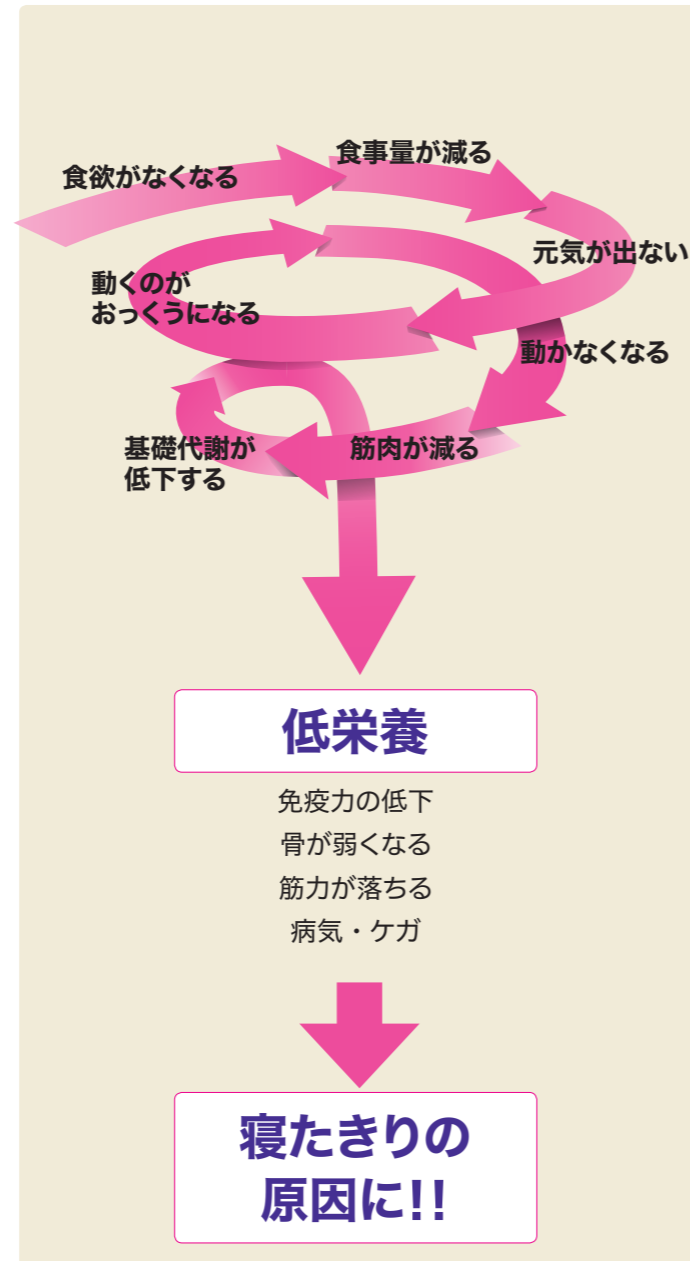 食欲がなくなる
食事量が減る
元気が出ない
動くのが
おっくうになる
動かなくなる
筋肉が減る
基礎代謝が
低下する
低栄養
免疫力の低下
骨が弱くなる
筋力が落ちる
病気・ケガ
寝たきりの
原因に!!